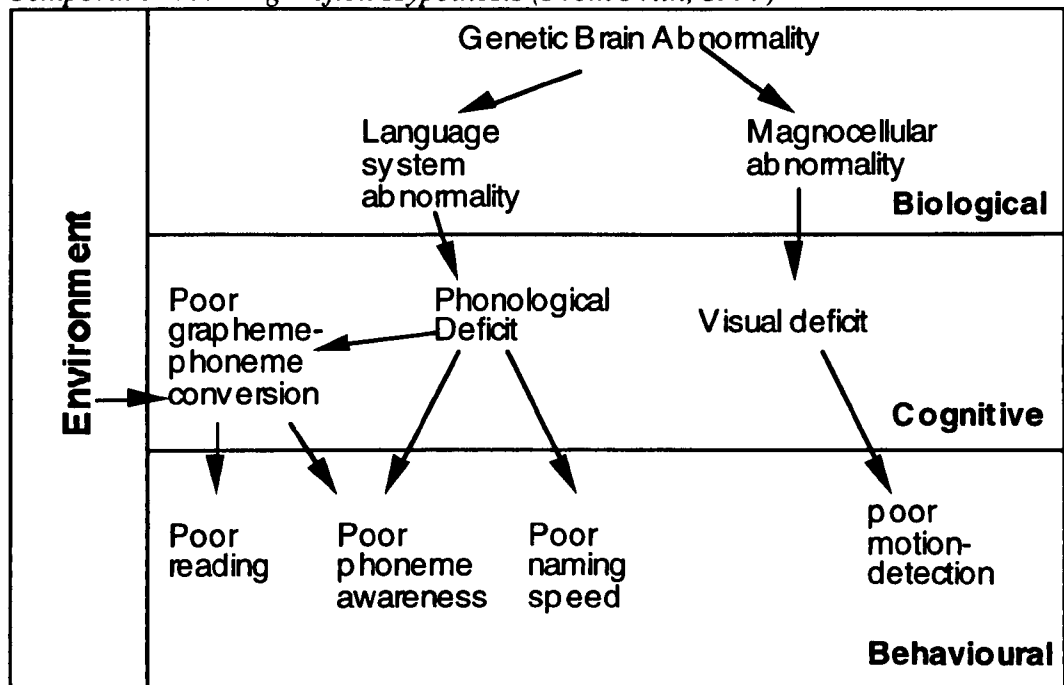 Genetic Brain Abnormality
Language
system
abnormality
Magnocellular
abnormality
Biological
Environment
Poor
grapheme-
phoneme
conversion
Phonological
Deficit
Visual deficit
Cognitive
Poor
reading
Poor
phoneme
awareness
Poor
naming
speed
poor
motion-
detection
Behavioural